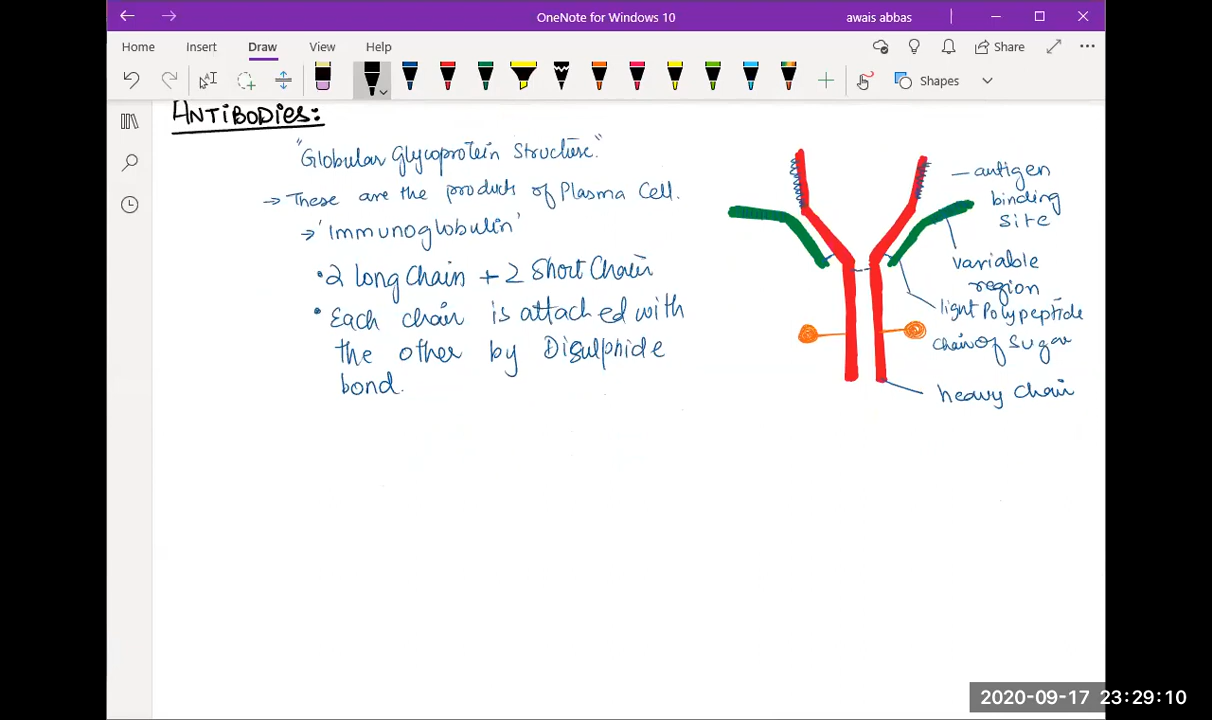 OneNote for Windows 10
awais abbas
Home Insert Draw View Help
Share
Shapes
ANTIBODIES:
"Globular Glycoprotein Structure"
→ These are the products of Plasma Cell.
→ 'Immunoglobulin'
• 2 long Chain + 2 Short Chain
• Each chain is attached with
the other by Disulphide
bond.
antigen
binding
site
variable
region
light Polypeptide
chain of Sugar
heavy chain
2020-09-17 23:29:10